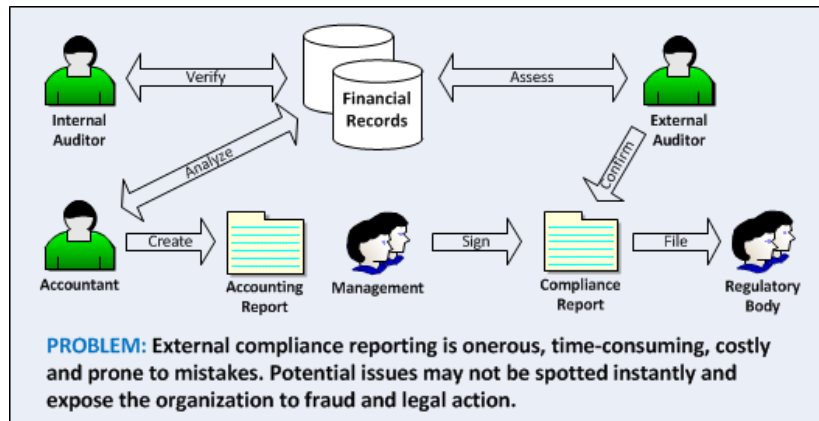 Verify
Assess
Financial
Records
Internal
Auditor
External
Auditor
Analyze
Confirm
Create
Sign
File
Accountant
Accounting
Report
Management
Compliance
Report
Regulatory
Body
PROBLEM: External compliance reporting is onerous, time-consuming, costly
and prone to mistakes. Potential issues may not be spotted instantly and
expose the organization to fraud and legal action.